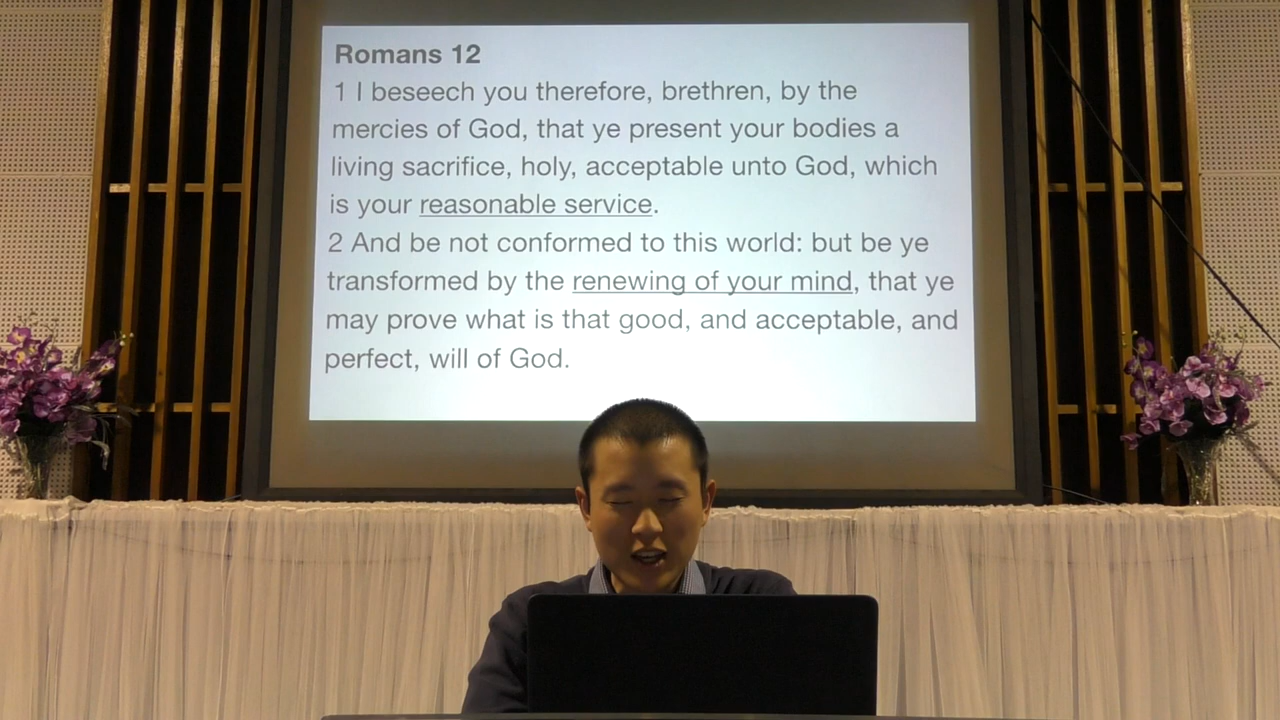 Romans 12
1 I beseech you therefore, brethren, by the
mercies of God, that ye present your bodies a
living sacrifice, holy, acceptable unto God, which
is your reasonable service.
2 And be not conformed to this world: but be ye
transformed by the renewing of your mind, that ye
may prove what is that good, and acceptable, and
perfect, will of God.